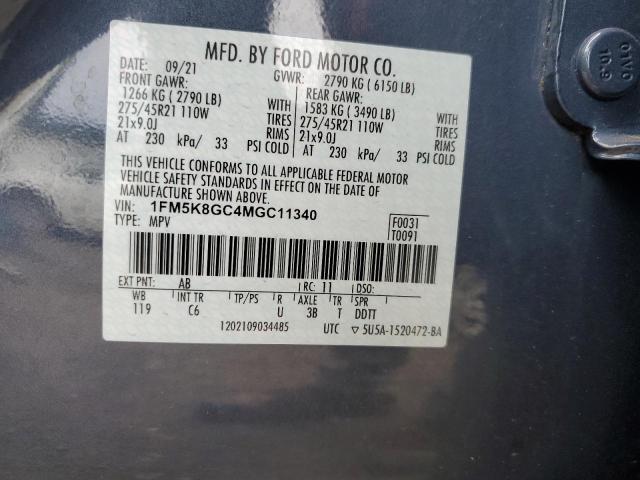 MFD. BY FORD MOTOR CO.
DATE: 09/21 GVWR: 2790 KG ( 6150 LB)
FRONT GAWR: REAR GAWR:
1266 KG ( 2790 LB) WITH 1583 KG ( 3490 LB) WITH
275/45R21 110W TIRES 275/45R21 110W TIRES
21x9.0J RIMS 21x9.0J RIMS
AT 230 kPa/ 33 PSI COLD AT 230 kPa/ 33 PSI COLD
THIS VEHICLE CONFORMS TO ALL APPLICABLE FEDERAL MOTOR
VEHICLE SAFETY STANDARDS IN EFFECT ON THE DATE OF
MANUFACTURE SHOWN ABOVE.
VIN: 1FM5K8GC4MGC11340 F0031
TYPE: MPV T0091
EXT PNT: AB RC: 11 DSO:
WB INT TR TP/PS R AXLE TR SPR
119 C6 U 3B T DDTT
1202109034485 UTC ▽ 5U5A-1520472-BA
10.9